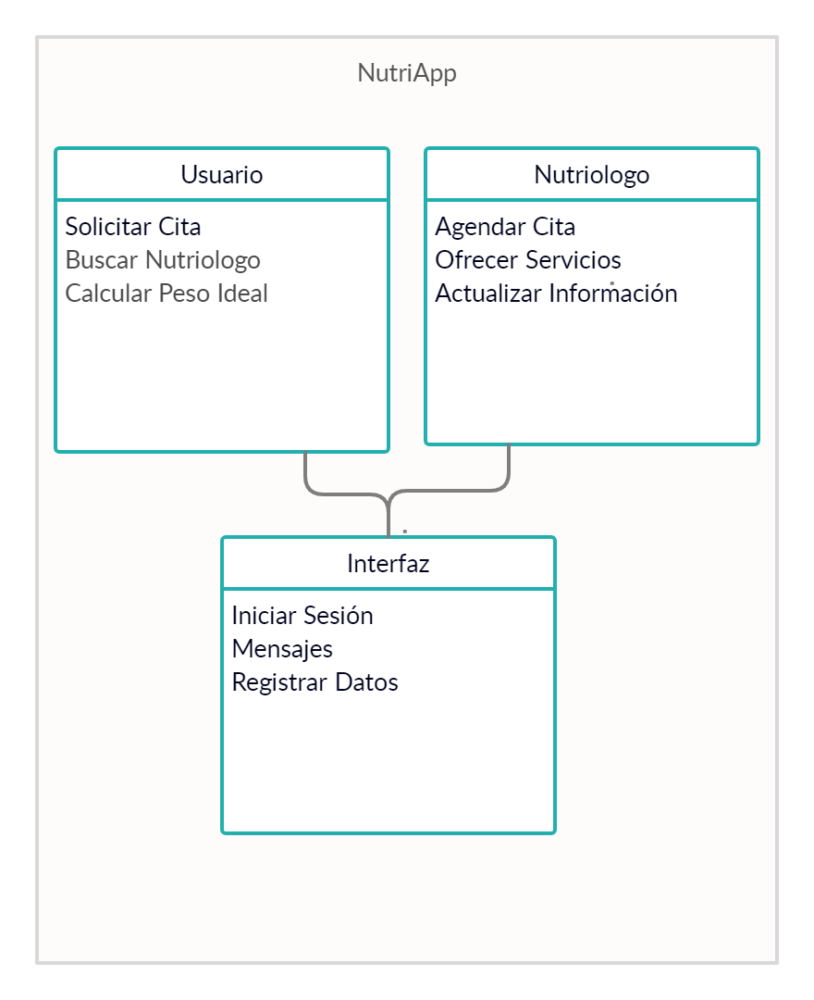 NutriApp
Usuario
Solicitar Cita
Buscar Nutriologo
Calcular Peso Ideal
Nutriologo
Agendar Cita
Ofrecer Servicios
Actualizar Información
Interfaz
Iniciar Sesión
Mensajes
Registrar Datos